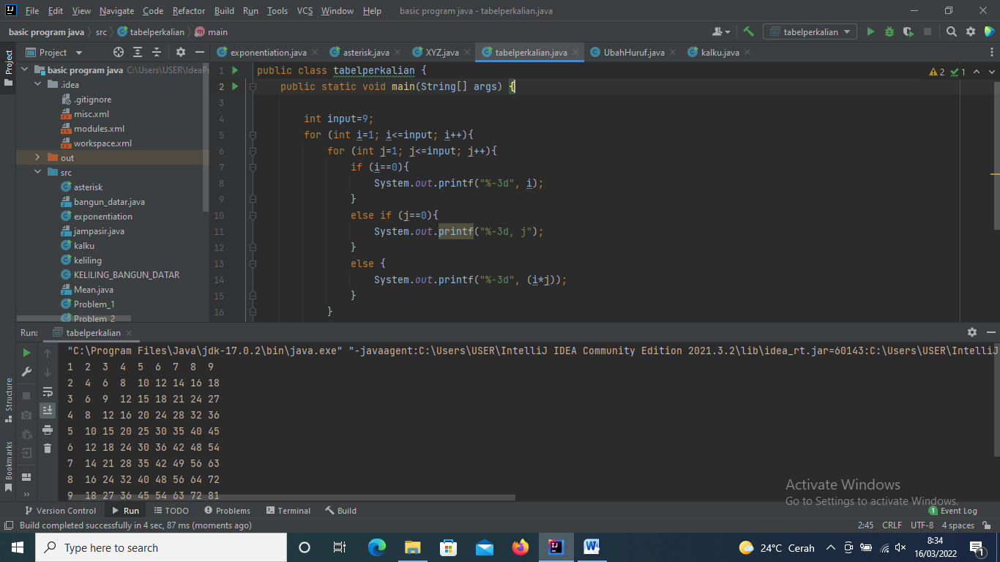 File Edit View Navigate Code Refactor Build Run Tools VCS Window Help basic program java - tabelperkalian.java
basic program java src tabelperkalian main tabelperkalian
Project
exponentiation.java asterisk.java XYZ.java tabelperkalian.java UbahHuruf.java kalku.java
Project
basic program java C:\Users\USER\IdeaPr
.idea
.gitignore
misc.xml
modules.xml
workspace.xml
out
src
asterisk
bangun_datar.java
exponentiation
jampasir.java
kalku
keliling
KELILING_BANGUN_DATAR
Mean.java
Problem_1
Problem_2
2 1
1 public class tabelperkalian {
2 public static void main(String[] args) {
3
4 int input=9;
5 for (int i=1; i<=input; i++){
6 for (int j=1; j<=input; j++){
7 if (i==0){
8 System.out.printf("%-3d", i);
9 }
10 else if (j==0){
11 System.out.printf("%-3d, j");
12 }
13 else {
14 System.out.printf("%-3d", (i*j));
15 }
16 }
Run: tabelperkalian
"C:\Program Files\Java\jdk-17.0.2\bin\java.exe" "-javaagent:C:\Users\USER\IntelliJ IDEA Community Edition 2021.3.2\lib\idea_rt.jar=60143:C:\Users\USER\IntelliJ
1 2 3 4 5 6 7 8 9
2 4 6 8 10 12 14 16 18
3 6 9 12 15 18 21 24 27
4 8 12 16 20 24 28 32 36
5 10 15 20 25 30 35 40 45
6 12 18 24 30 36 42 48 54
7 14 21 28 35 42 49 56 63
8 16 24 32 40 48 56 64 72
9 18 27 36 45 54 63 72 81
Structure
Bookmarks
Activate Windows
Go to Settings to activate Windows.
Version Control Run TODO Problems Terminal Build 1 Event Log
Build completed successfully in 4 sec, 87 ms (moments ago) 2:45 CRLF UTF-8 4 spaces
Type here to search
24°C Cerah
8:34
16/03/2022
1